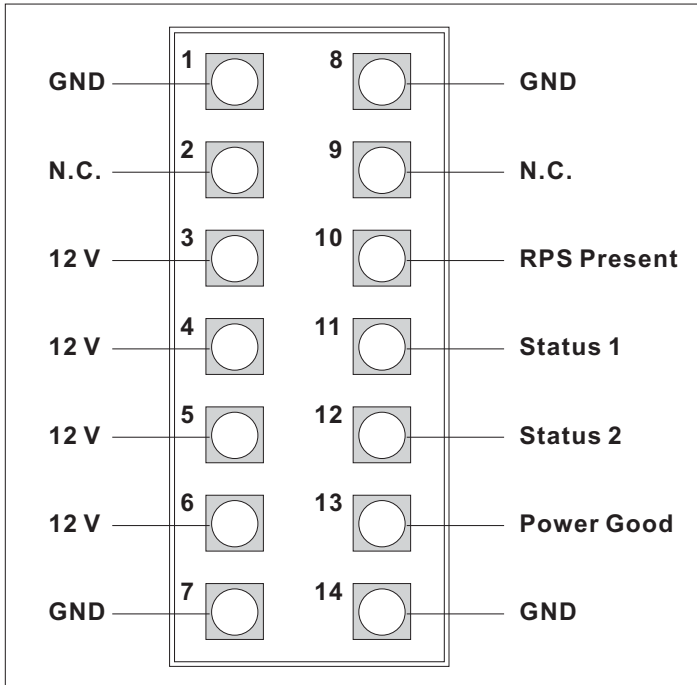 GND 1 8 GND
N.C. 2 9 N.C.
12 V 3 10 RPS Present
12 V 4 11 Status 1
12 V 5 12 Status 2
12 V 6 13 Power Good
GND 7 14 GND